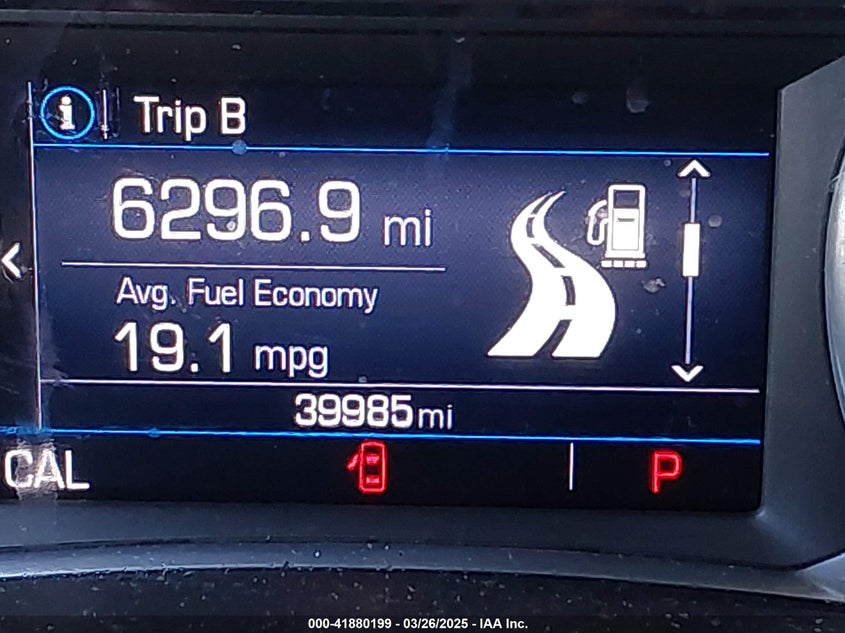 i Trip B
6296.9 mi
Avg. Fuel Economy
19.1 mpg
39985 mi
CAL P
000-41880199 - 03/26/2025 - IAA Inc.